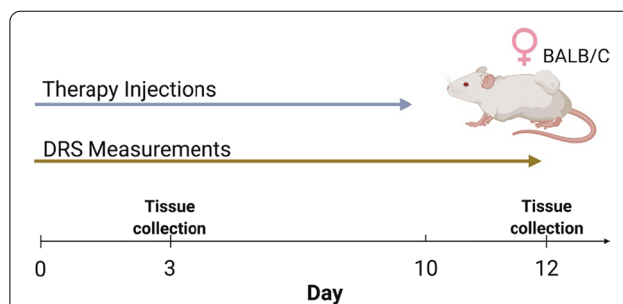 BALB/C
Therapy Injections
DRS Measurements
Tissue
collection
Tissue
collection
0 3 10 12
Day